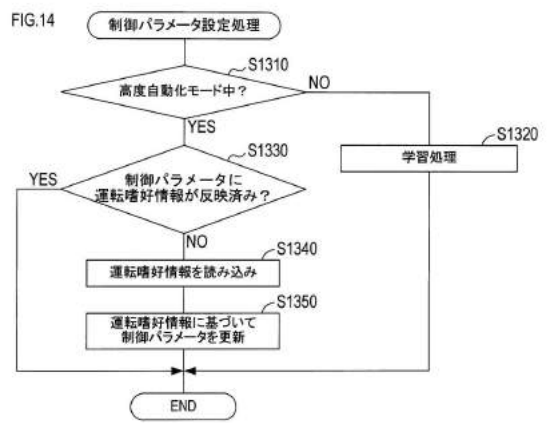 FIG.14
制御パラメータ設定処理
S1310
高度自動化モード中?
NO
YES
S1320
学習処理
S1330
YES
制御パラメータに
運転嗜好情報が反映済み?
NO
S1340
運転嗜好情報を読み込み
S1350
運転嗜好情報に基づいて
制御パラメータを更新
END